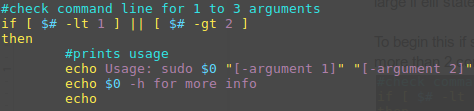 #check command line for 1 to 3 arguments
if [ $# -lt 1 ] || [ $# -gt 2 ]
then
#prints usage
echo Usage: sudo $0 "[-argument 1]" "[-argument 2]"
echo $0 -h for more info
echo